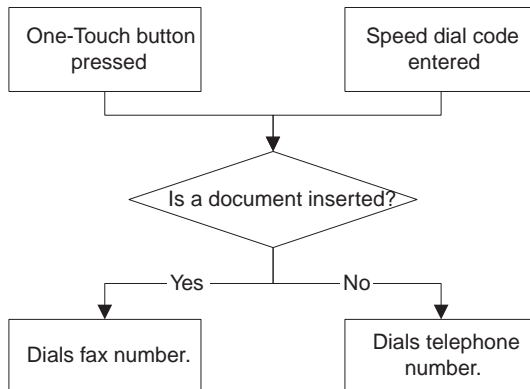 One-Touch button
pressed
Speed dial code
entered
Is a document inserted?
Yes
No
Dials fax number.
Dials telephone
number.